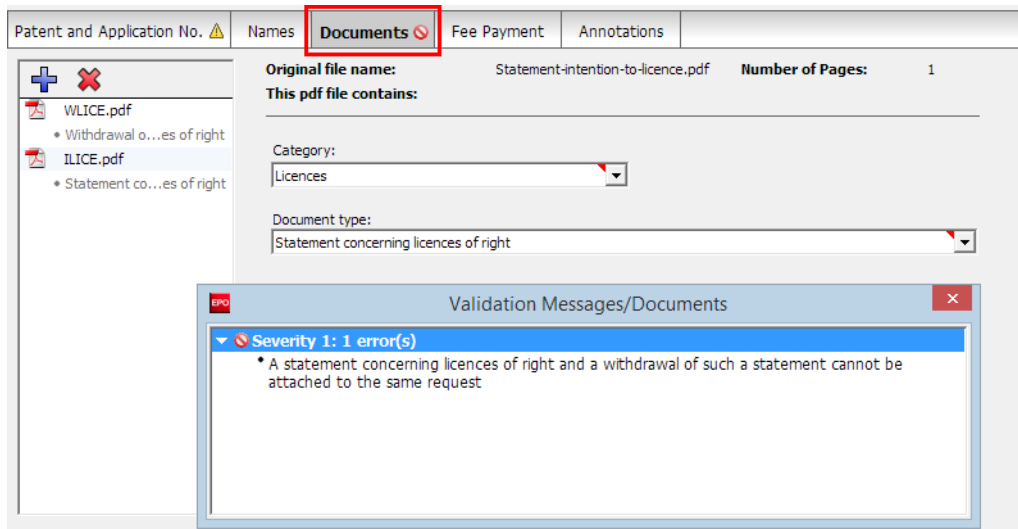 Patent and Application No. Names Documents Fee Payment Annotations
Original file name: Statement-intention-to-licence.pdf Number of Pages: 1
This pdf file contains:
WLICE.pdf
• Withdrawal o...es of right
ILICE.pdf
• Statement co...es of right
Category:
Licences
Document type:
Statement concerning licences of right
EPO
Validation Messages/Documents
Severity 1: 1 error(s)
• A statement concerning licences of right and a withdrawal of such a statement cannot be
attached to the same request